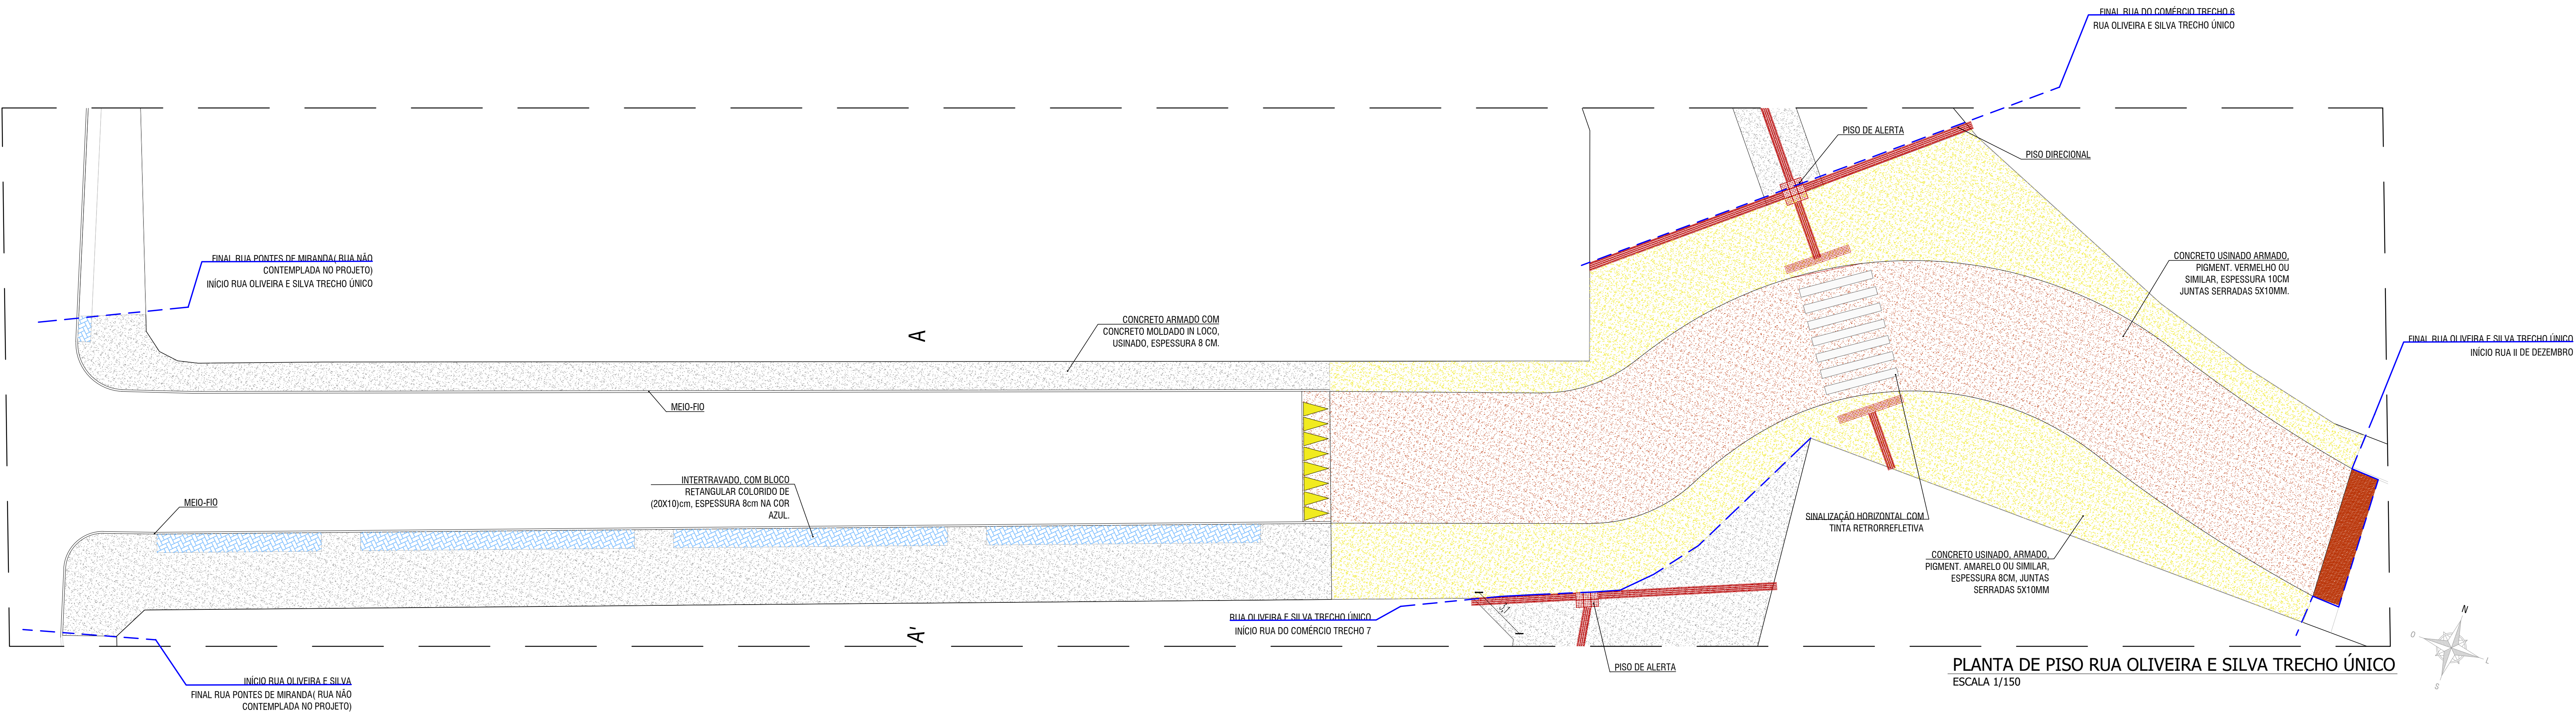 FINAL RUA DO COMÉRCIO TRECHO 6
RUA OLIVEIRA E SILVA TRECHO ÚNICO
PISO DE ALERTA
PISO DIRECIONAL
FINAL RUA PONTES DE MIRANDA( RUA NÃO
CONTEMPLADA NO PROJETO)
INÍCIO RUA OLIVEIRA E SILVA TRECHO ÚNICO
CONCRETO USINADO ARMADO,
PIGMENT. VERMELHO OU
SIMILAR, ESPESSURA 10CM
JUNTAS SERRADAS 5X10MM.
A
CONCRETO ARMADO COM
CONCRETO MOLDADO IN LOCO,
USINADO, ESPESSURA 8 CM.
FINAL RUA OLIVEIRA E SILVA TRECHO ÚNICO
INÍCIO RUA II DE DEZEMBRO
MEIO-FIO
INTERTRAVADO, COM BLOCO
RETANGULAR COLORIDO DE
(20X10)cm, ESPESSURA 8cm NA COR
AZUL.
MEIO-FIO
SINALIZAÇÃO HORIZONTAL COM
TINTA RETRORREFLETIVA
CONCRETO USINADO, ARMADO,
PIGMENT. AMARELO OU SIMILAR,
ESPESSURA 8CM, JUNTAS
SERRADAS 5X10MM
RUA OLIVEIRA E SILVA TRECHO ÚNICO
INÍCIO RUA DO COMÉRCIO TRECHO 7
A'
PISO DE ALERTA
INÍCIO RUA OLIVEIRA E SILVA
FINAL RUA PONTES DE MIRANDA( RUA NÃO
CONTEMPLADA NO PROJETO)
PLANTA DE PISO RUA OLIVEIRA E SILVA TRECHO ÚNICO
ESCALA 1/150
N
O
L
S